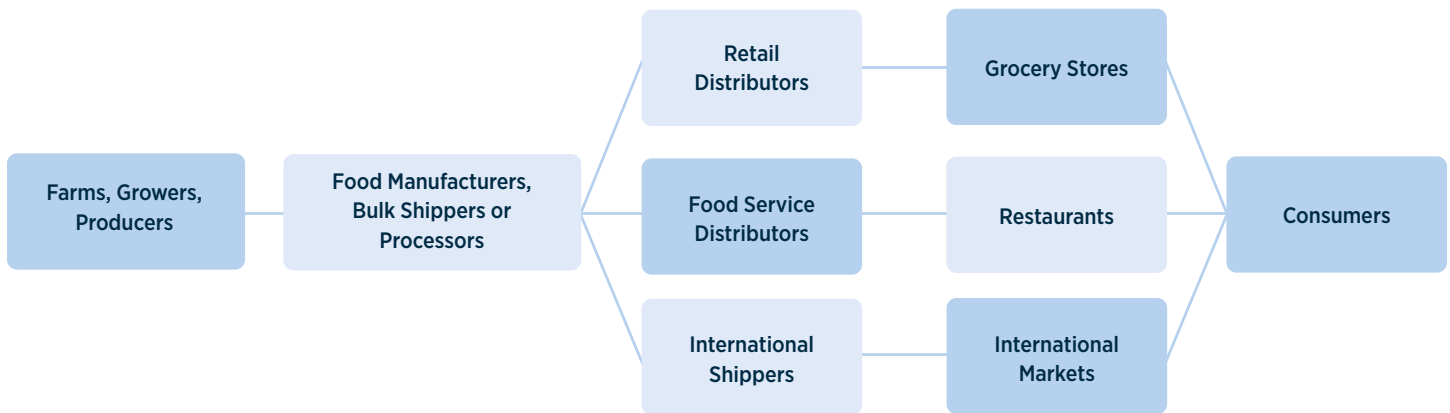 Farms, Growers,
Producers
Food Manufacturers,
Bulk Shippers or
Processors
Retail
Distributors
Grocery Stores
Food Service
Distributors
Restaurants
International
Shippers
International
Markets
Consumers